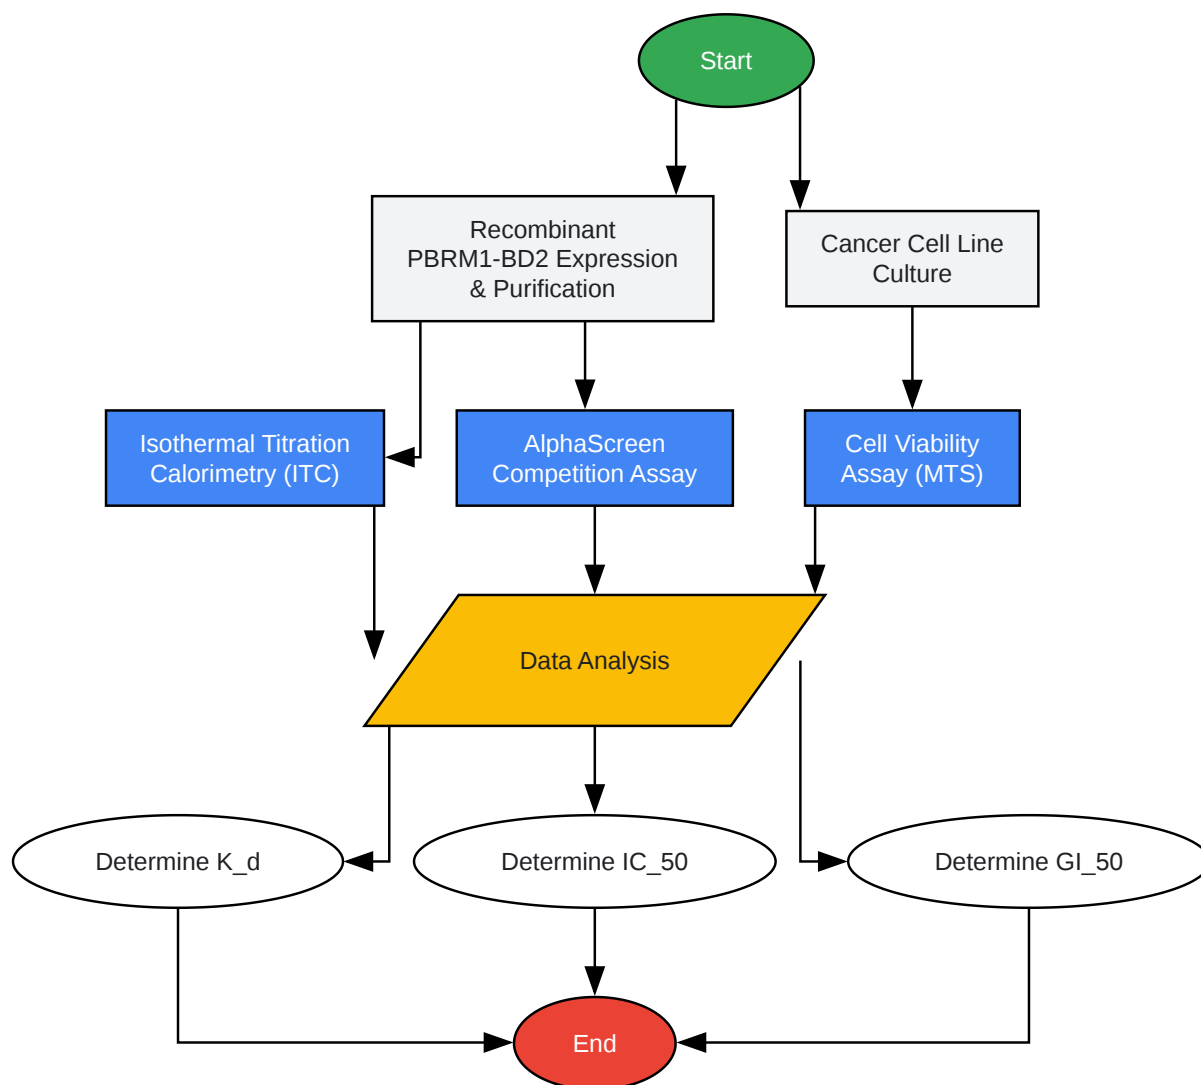 Start
Recombinant
PBRM1-BD2 Expression
& Purification
Cancer Cell Line
Culture
Isothermal Titration
Calorimetry (ITC)
AlphaScreen
Competition Assay
Cell Viability
Assay (MTS)
Data Analysis
Determine K_d
Determine IC_50
Determine GI_50
End